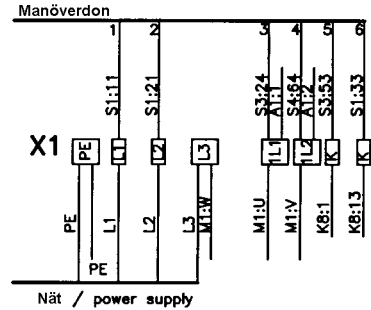 Manöverdon
1 2 3 4 5 6
S1:11 S1:21 S3:24 A1:1 S4:64 A1:2 S3:53 S1:33
X1 PE L1 L2 L3 1L1 1L2 K K
PE L1 L2 L3 M1:W M1:U M1:V K8:1 K8:13
PE
Nät / power supply